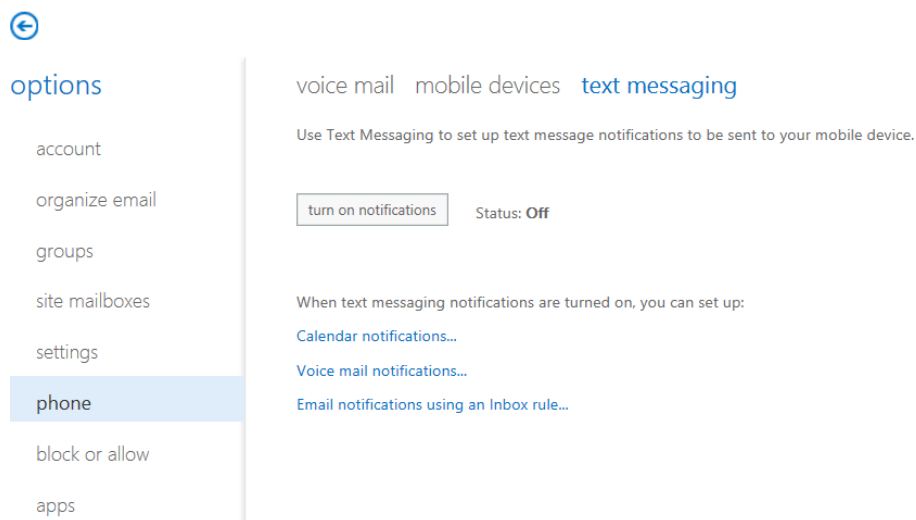 options
account
organize email
groups
site mailboxes
settings
phone
block or allow
apps
voice mail mobile devices text messaging
Use Text Messaging to set up text message notifications to be sent to your mobile device.
turn on notifications Status: Off
When text messaging notifications are turned on, you can set up:
Calendar notifications...
Voice mail notifications...
Email notifications using an Inbox rule...